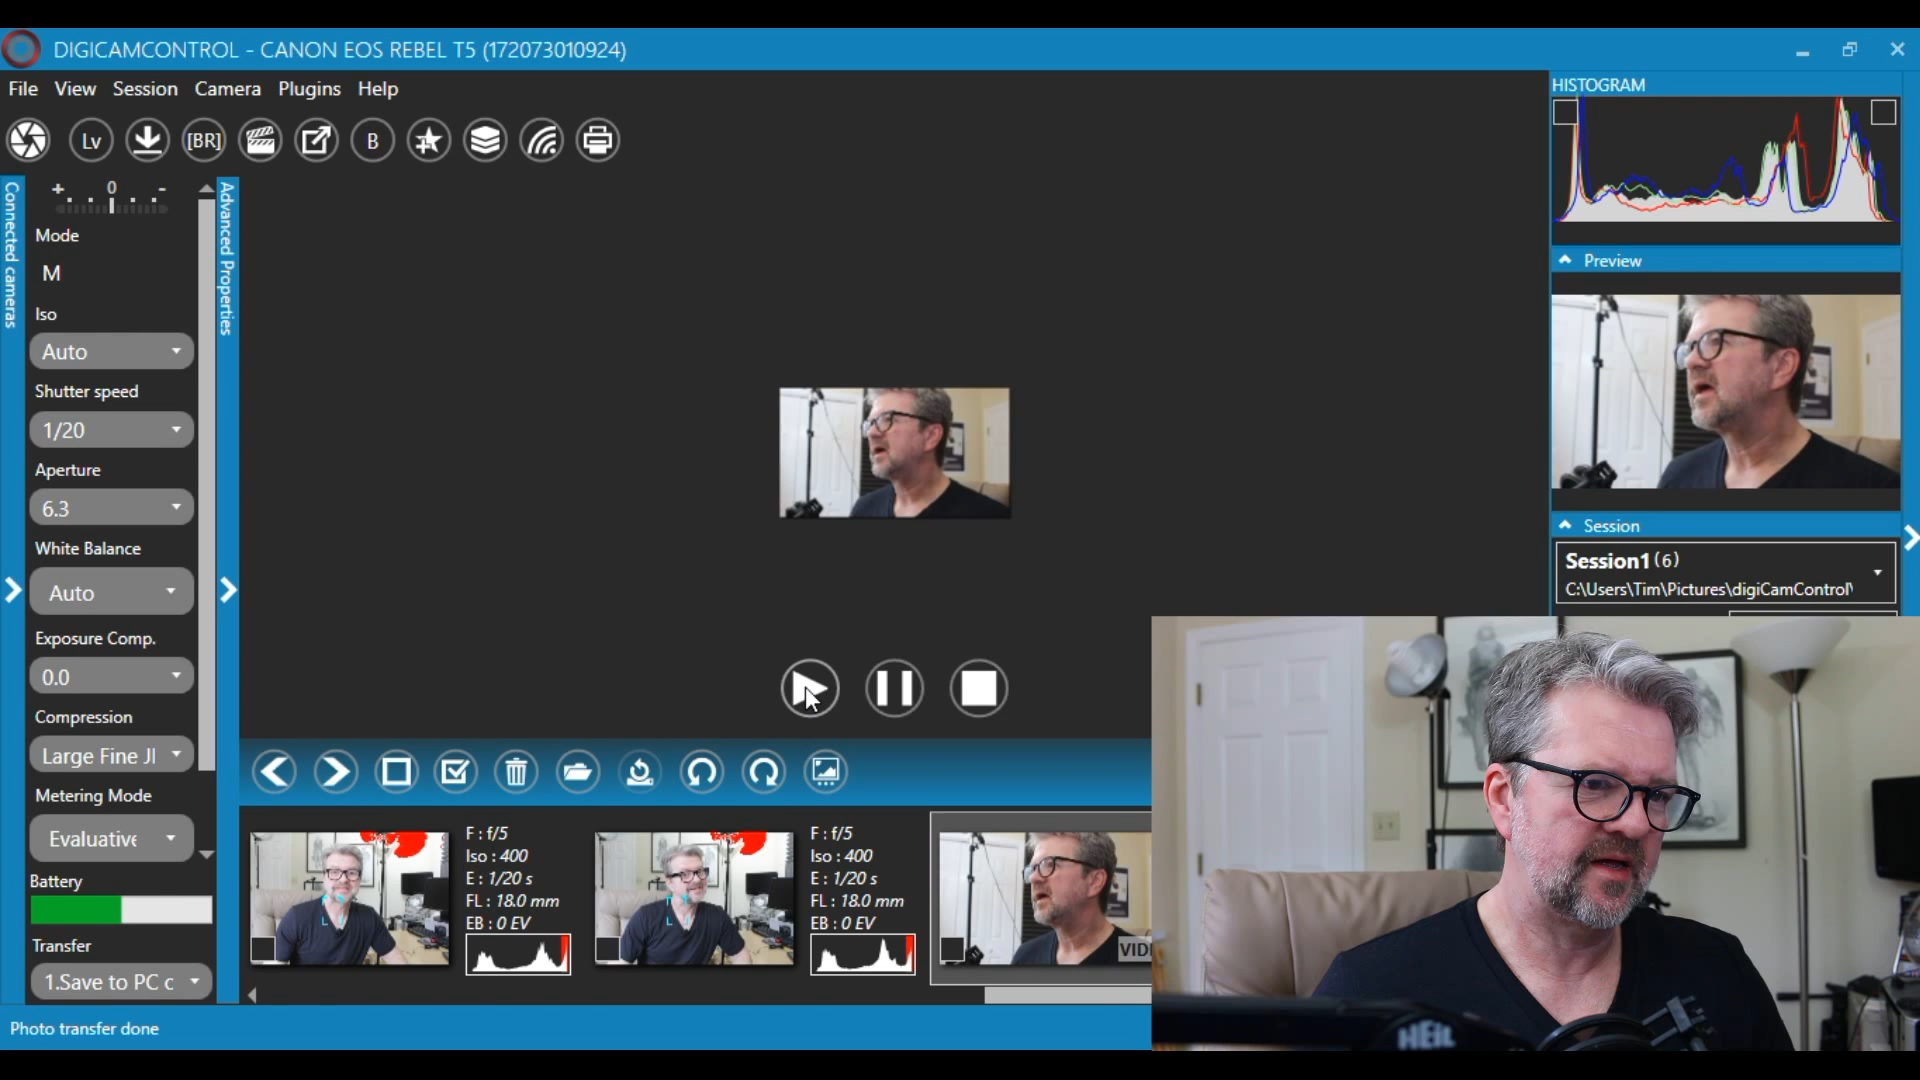 DIGICAMCONTROL - CANON EOS REBEL T5 (172073010924)
File View Session Camera Plugins Help
Lv [BR] B
HISTOGRAM
Connected cameras
+ 0 -
Mode
M
Iso
Auto
Shutter speed
1/20
Aperture
6.3
White Balance
Auto
Exposure Comp.
0.0
Compression
Large Fine JI
Metering Mode
Evaluative
Battery
Transfer
1.Save to PC c
Advanced Properties
Preview
Session
Session1 (6)
C:\Users\Tim\Pictures\digiCamControl\
F : f/5
Iso : 400
E : 1/20 s
FL : 18.0 mm
EB : 0 EV
F : f/5
Iso : 400
E : 1/20 s
FL : 18.0 mm
EB : 0 EV
VID
HEIL
Photo transfer done